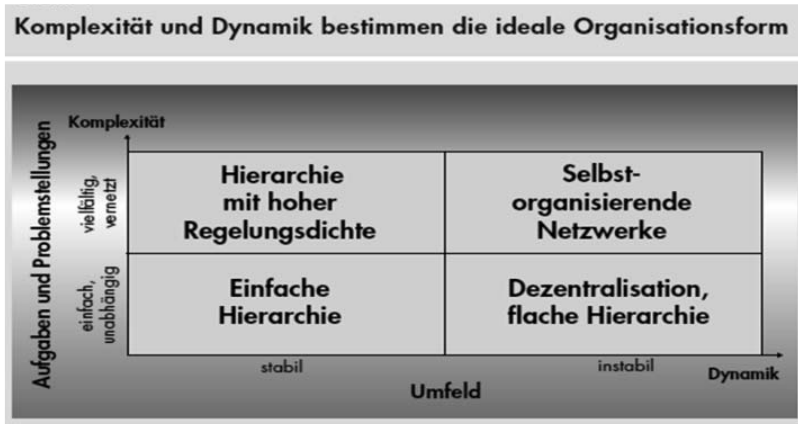 Komplexität und Dynamik bestimmen die ideale Organisationsform
Komplexität
Aufgaben und Problemstellungen
vielfältig,
vernetzt
einfach,
unabhängig
Hierarchie
mit hoher
Regelungsdichte
Selbst-
organisierende
Netzwerke
Einfache
Hierarchie
Dezentralisation,
flache Hierarchie
stabil
instabil
Dynamik
Umfeld